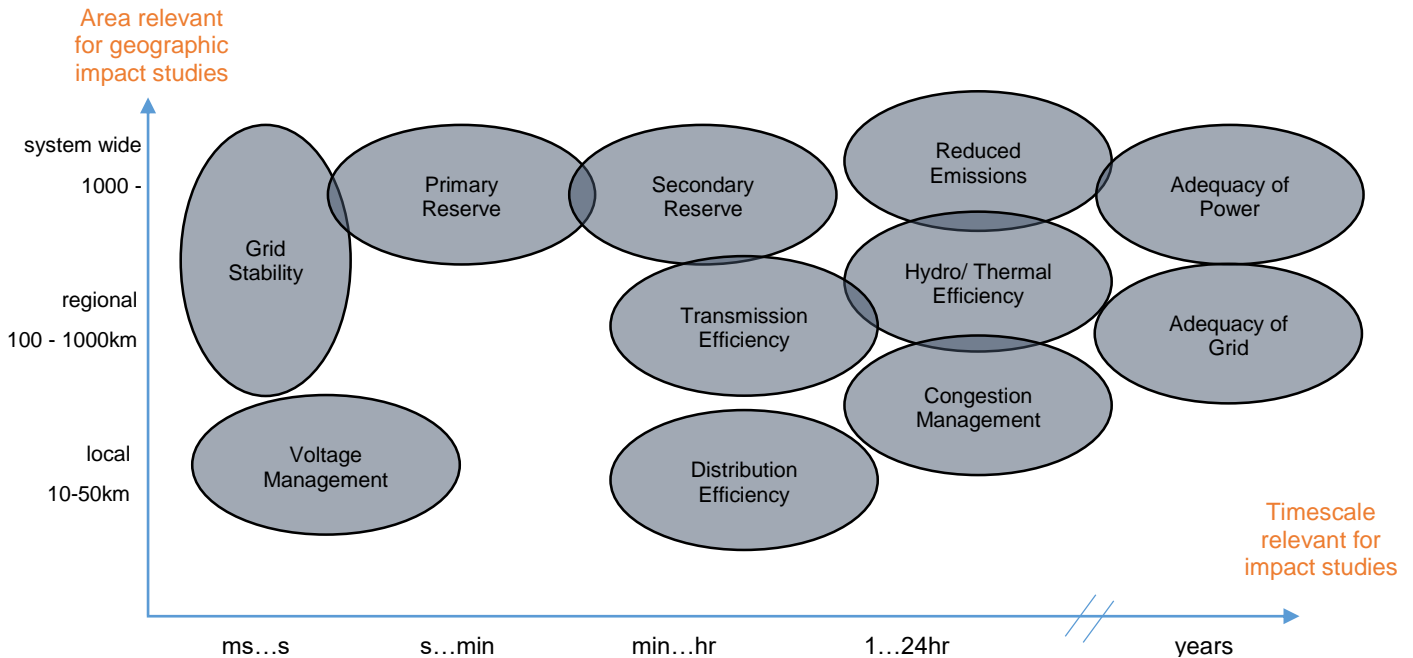 Area relevant
for geographic
impact studies
system wide
1000 -
regional
100 - 1000km
local
10-50km
Grid
Stability
Primary
Reserve
Secondary
Reserve
Reduced
Emissions
Adequacy of
Power
Transmission
Efficiency
Hydro/ Thermal
Efficiency
Adequacy of
Grid
Voltage
Management
Distribution
Efficiency
Congestion
Management
Timescale
relevant for
impact studies
ms…s
s…min
min…hr
1…24hr
years